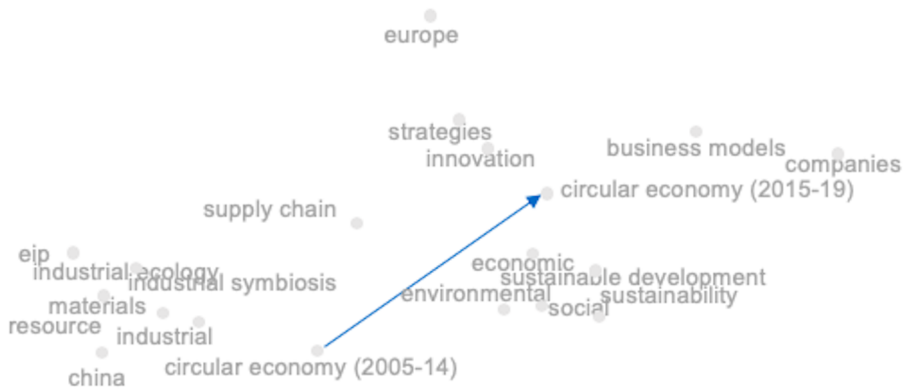 europe
strategies
innovation
business models
companies
circular economy (2015-19)
supply chain
eip
industrial ecology
industrial symbiosis
economic
sustainable development
environmental
sustainability
materials
social
resource
industrial
circular economy (2005-14)
china